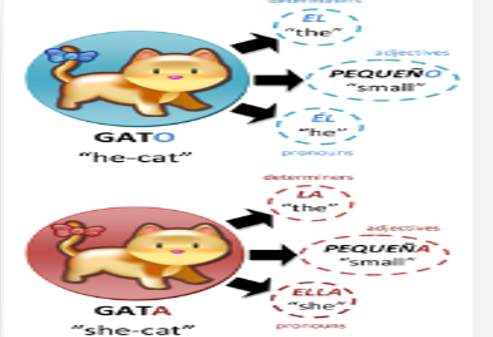 determiners
EL
"the"
adjectives
PEQUEÑO
"small"
ÉL
"he"
pronouns
GATO
"he-cat"
determiners
LA
"the"
adjectives
PEQUEÑA
"small"
ELLA
"she"
pronouns
GATA
"she-cat"